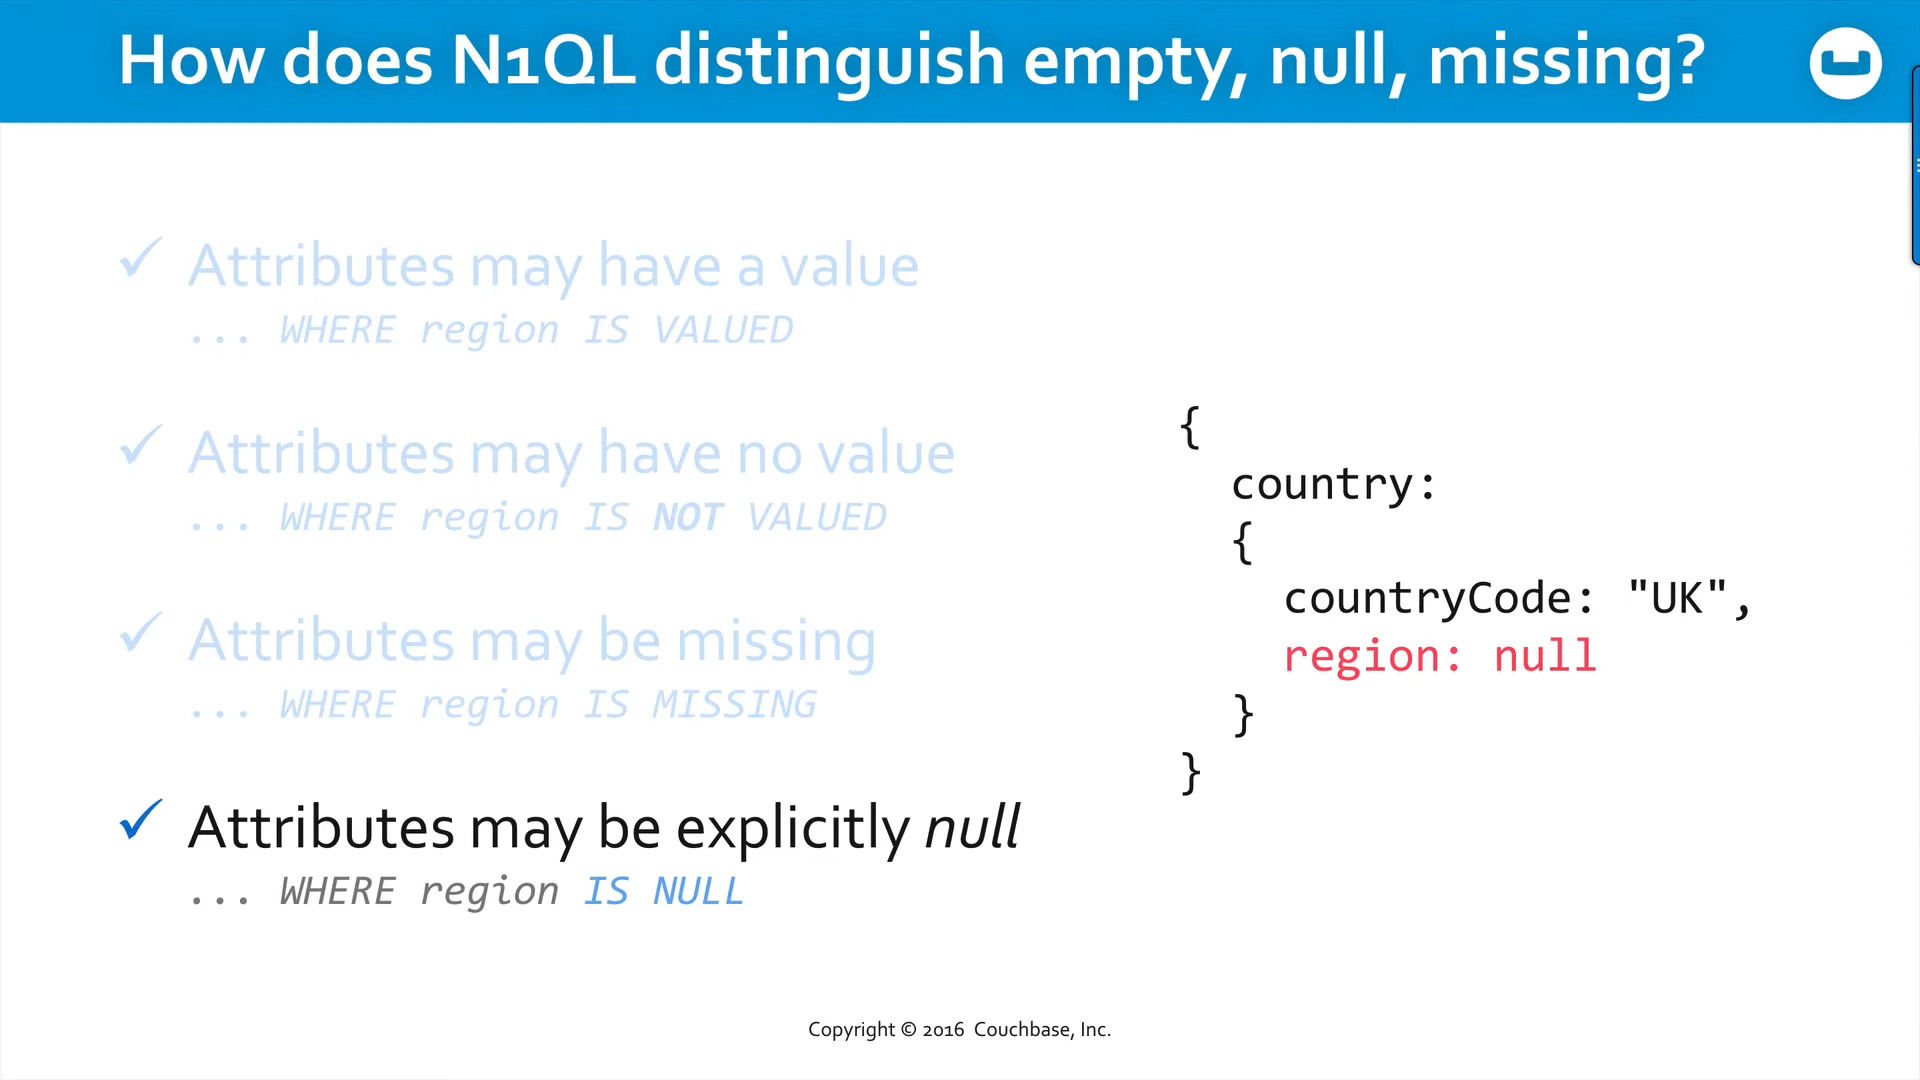 How does N1QL distinguish empty, null, missing?
✓ Attributes may have a value
... WHERE region IS VALUED
✓ Attributes may have no value
... WHERE region IS NOT VALUED
✓ Attributes may be missing
... WHERE region IS MISSING
✓ Attributes may be explicitly null
... WHERE region IS NULL
{
country:
{
countryCode: "UK",
region: null
}
}
Copyright © 2016 Couchbase, Inc.